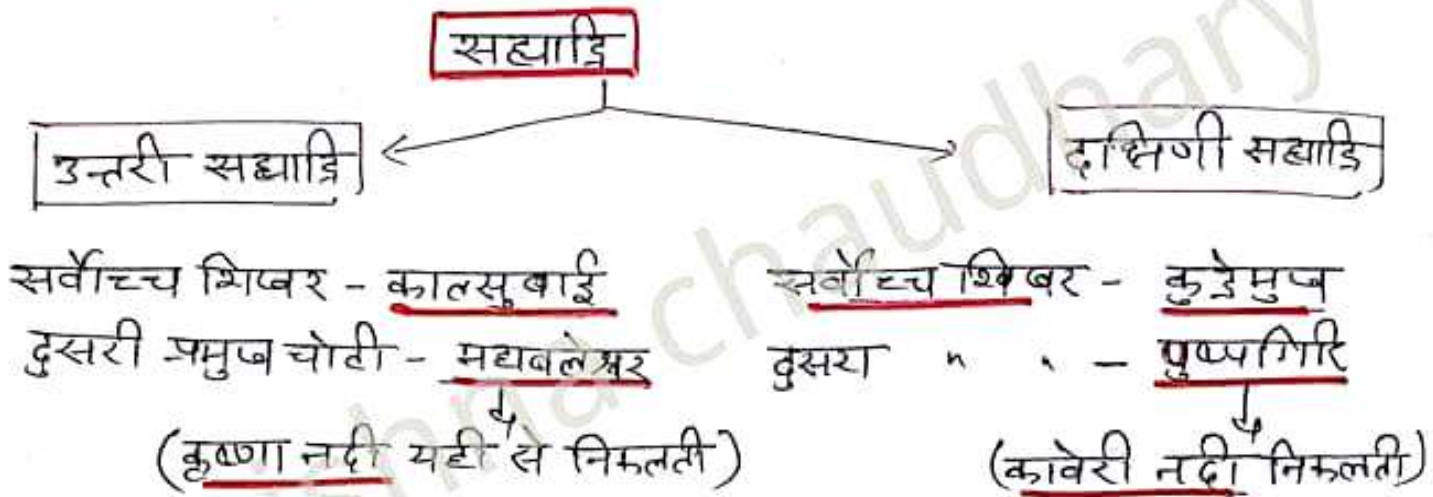 सह्याद्रि
उत्तरी सह्याद्रि
दक्षिणी सह्याद्रि
सर्वोच्च शिखर - कालसुबाई
दुसरी प्रमुख चोटी - महाबलेश्वर
(कृष्णा नदी यही से निकलती)
सर्वोच्च शिखर - कुद्रेमुख
दुसरा " " - पुष्पगिरि
(कावेरी नदी निकलती)
chaudhary